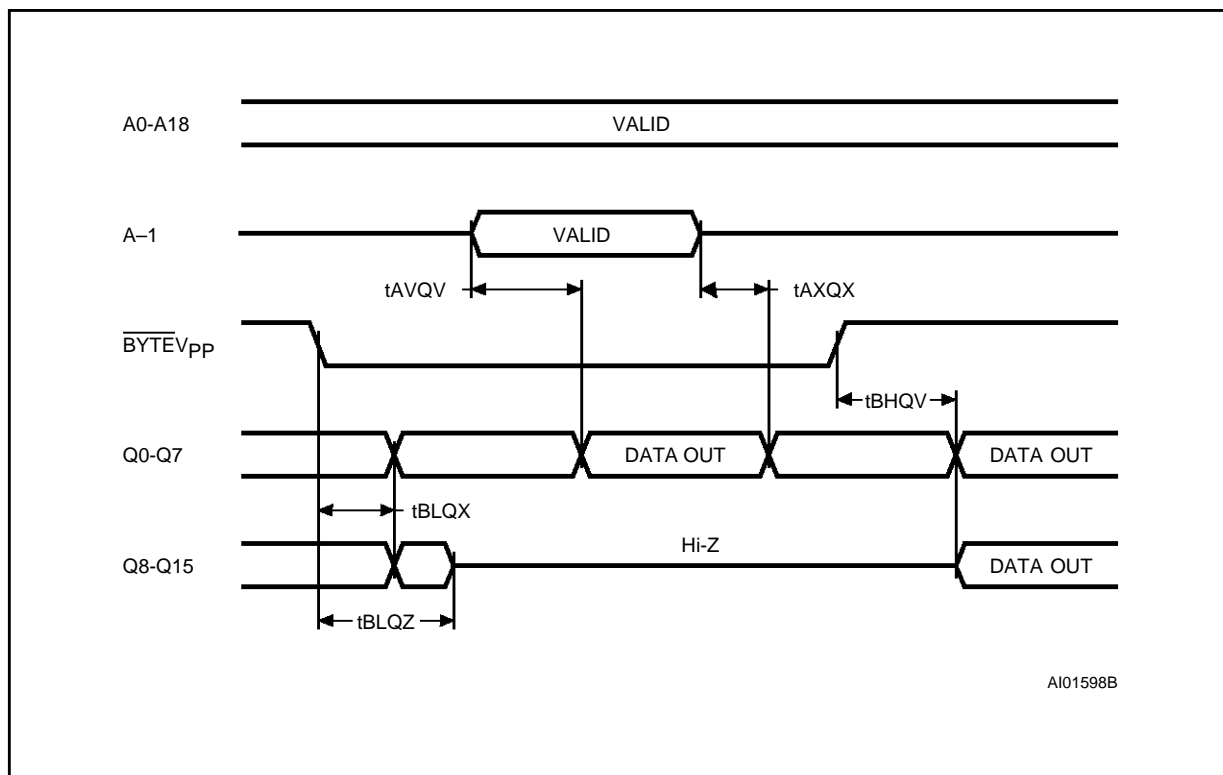 A0-A18 VALID
A–1 VALID
tAVQV tAXQX
BYTEVPP
tBHQV
Q0-Q7 DATA OUT DATA OUT
tBLQX
Hi-Z
Q8-Q15 DATA OUT
tBLQZ
AI01598B